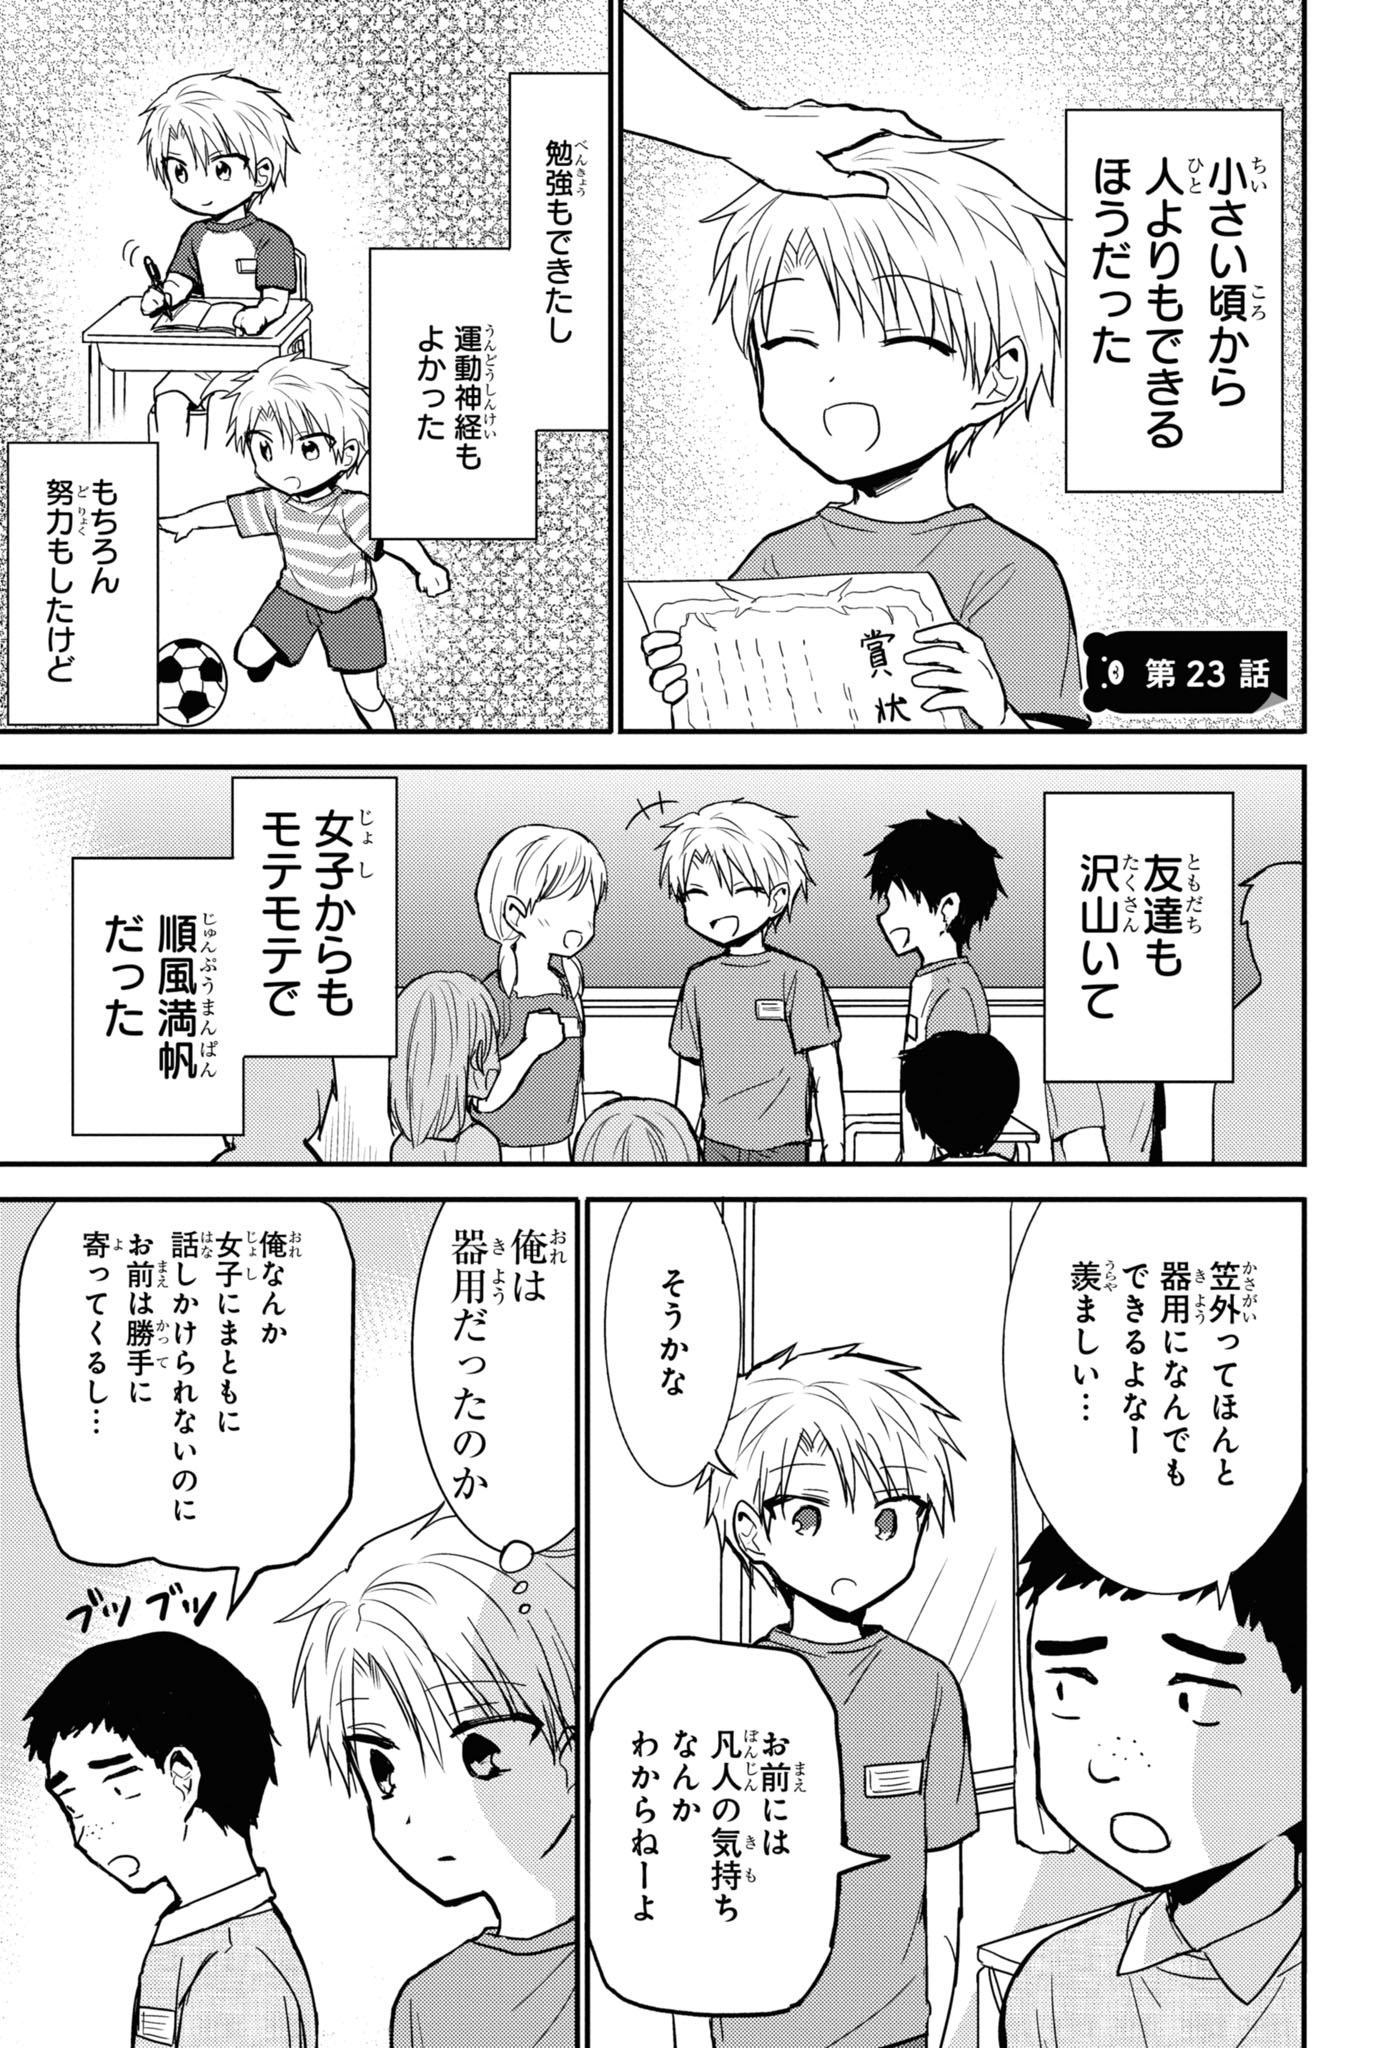 小さい頃から
人よりもできる
ほうだった
賞状
第23話
勉強もできたし
運動神経も
よかった
もちろん
努力もしたけど
友達も
沢山いて
女子からも
モテモテで
順風満帆
だった
笠外ってほんと
器用になんでも
できるよなー
羨ましい…
そうかな
お前には
凡人の気持ち
なんか
わからねーよ
俺は
器用だったのか
俺なんか
女子にまともに
話しかけられないのに
お前は勝手に
寄ってくるし…
ブツブツ